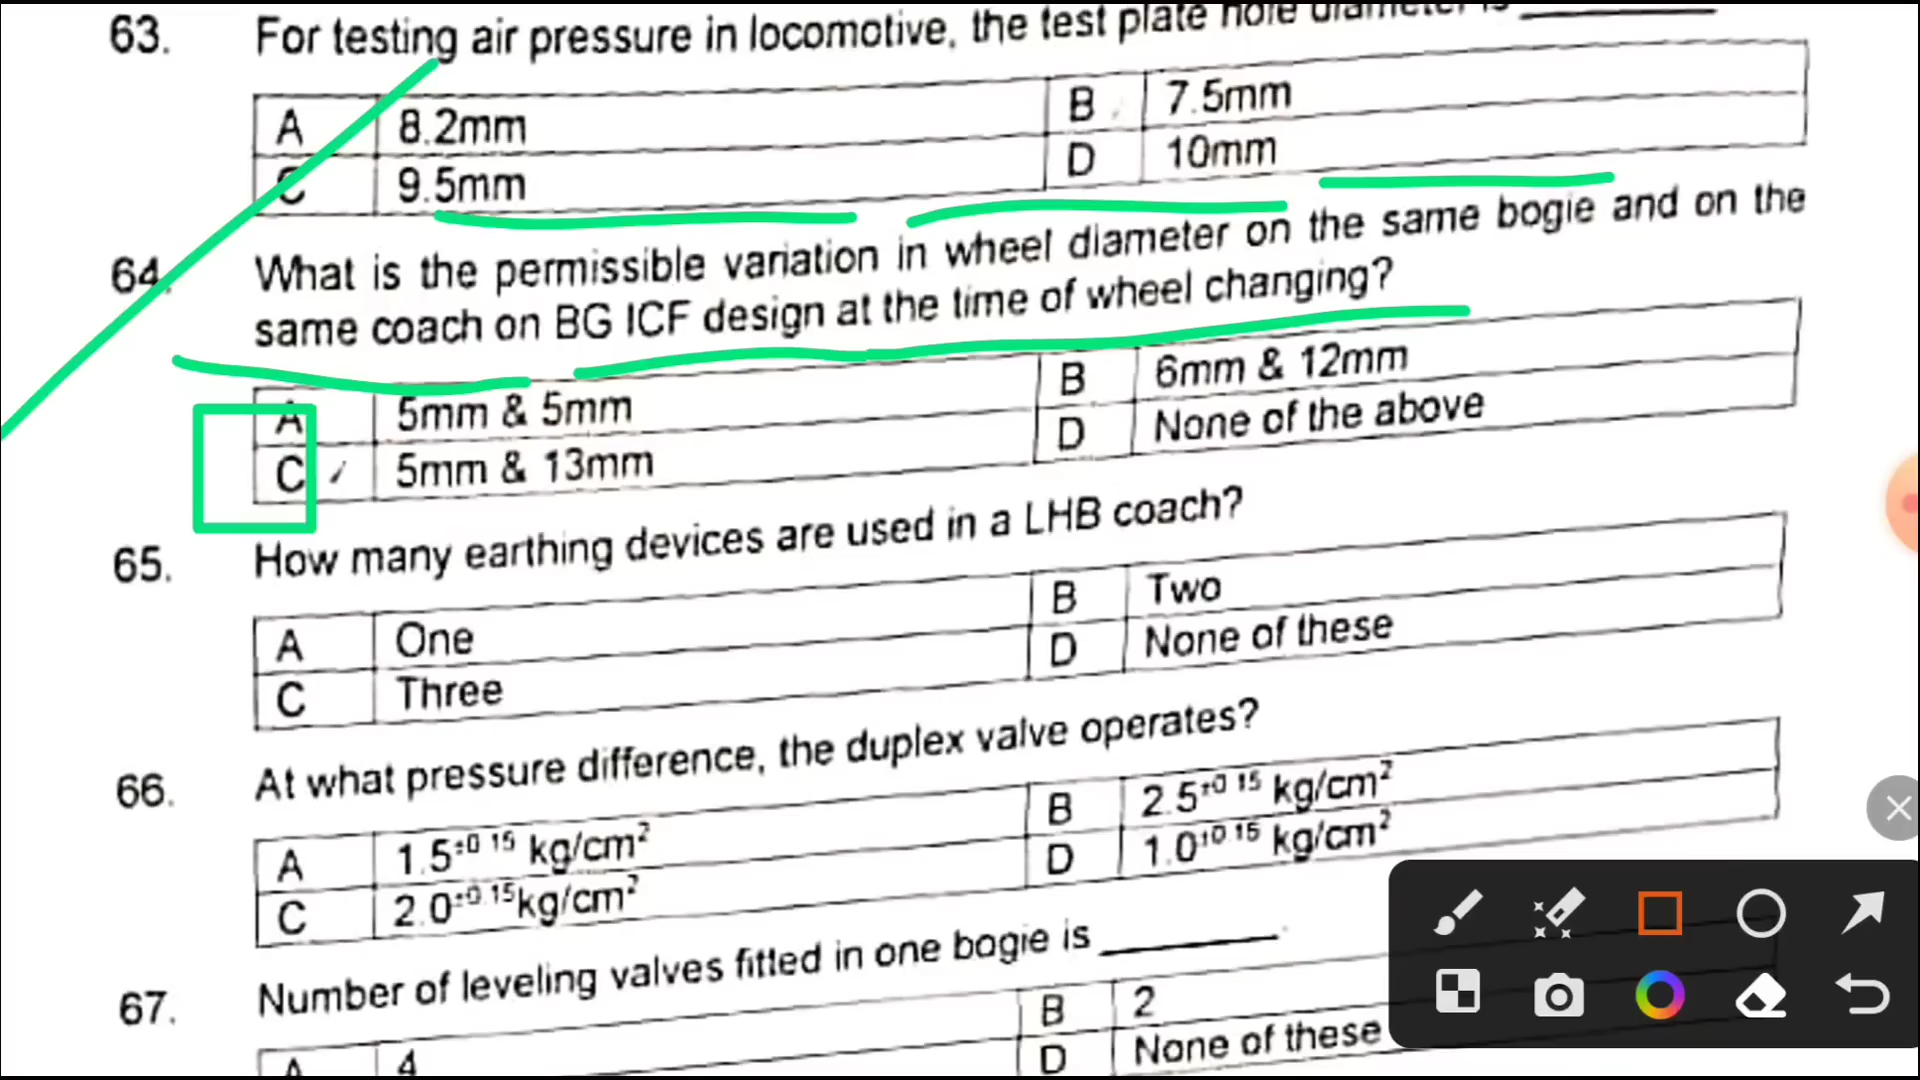 63. For testing air pressure in locomotive, the test plate hole diameter is ________
A 8.2mm B 7.5mm
C 9.5mm D 10mm
64. What is the permissible variation in wheel diameter on the same bogie and on the
same coach on BG ICF design at the time of wheel changing?
A 5mm & 5mm B 6mm & 12mm
C 5mm & 13mm D None of the above
65. How many earthing devices are used in a LHB coach?
A One B Two
C Three D None of these
66. At what pressure difference, the duplex valve operates?
A 1.5±0.15 kg/cm² B 2.5±0.15 kg/cm²
C 2.0±0.15 kg/cm² D 1.0±0.15 kg/cm²
67. Number of leveling valves fitted in one bogie is ________
A 4 B 2
D None of these